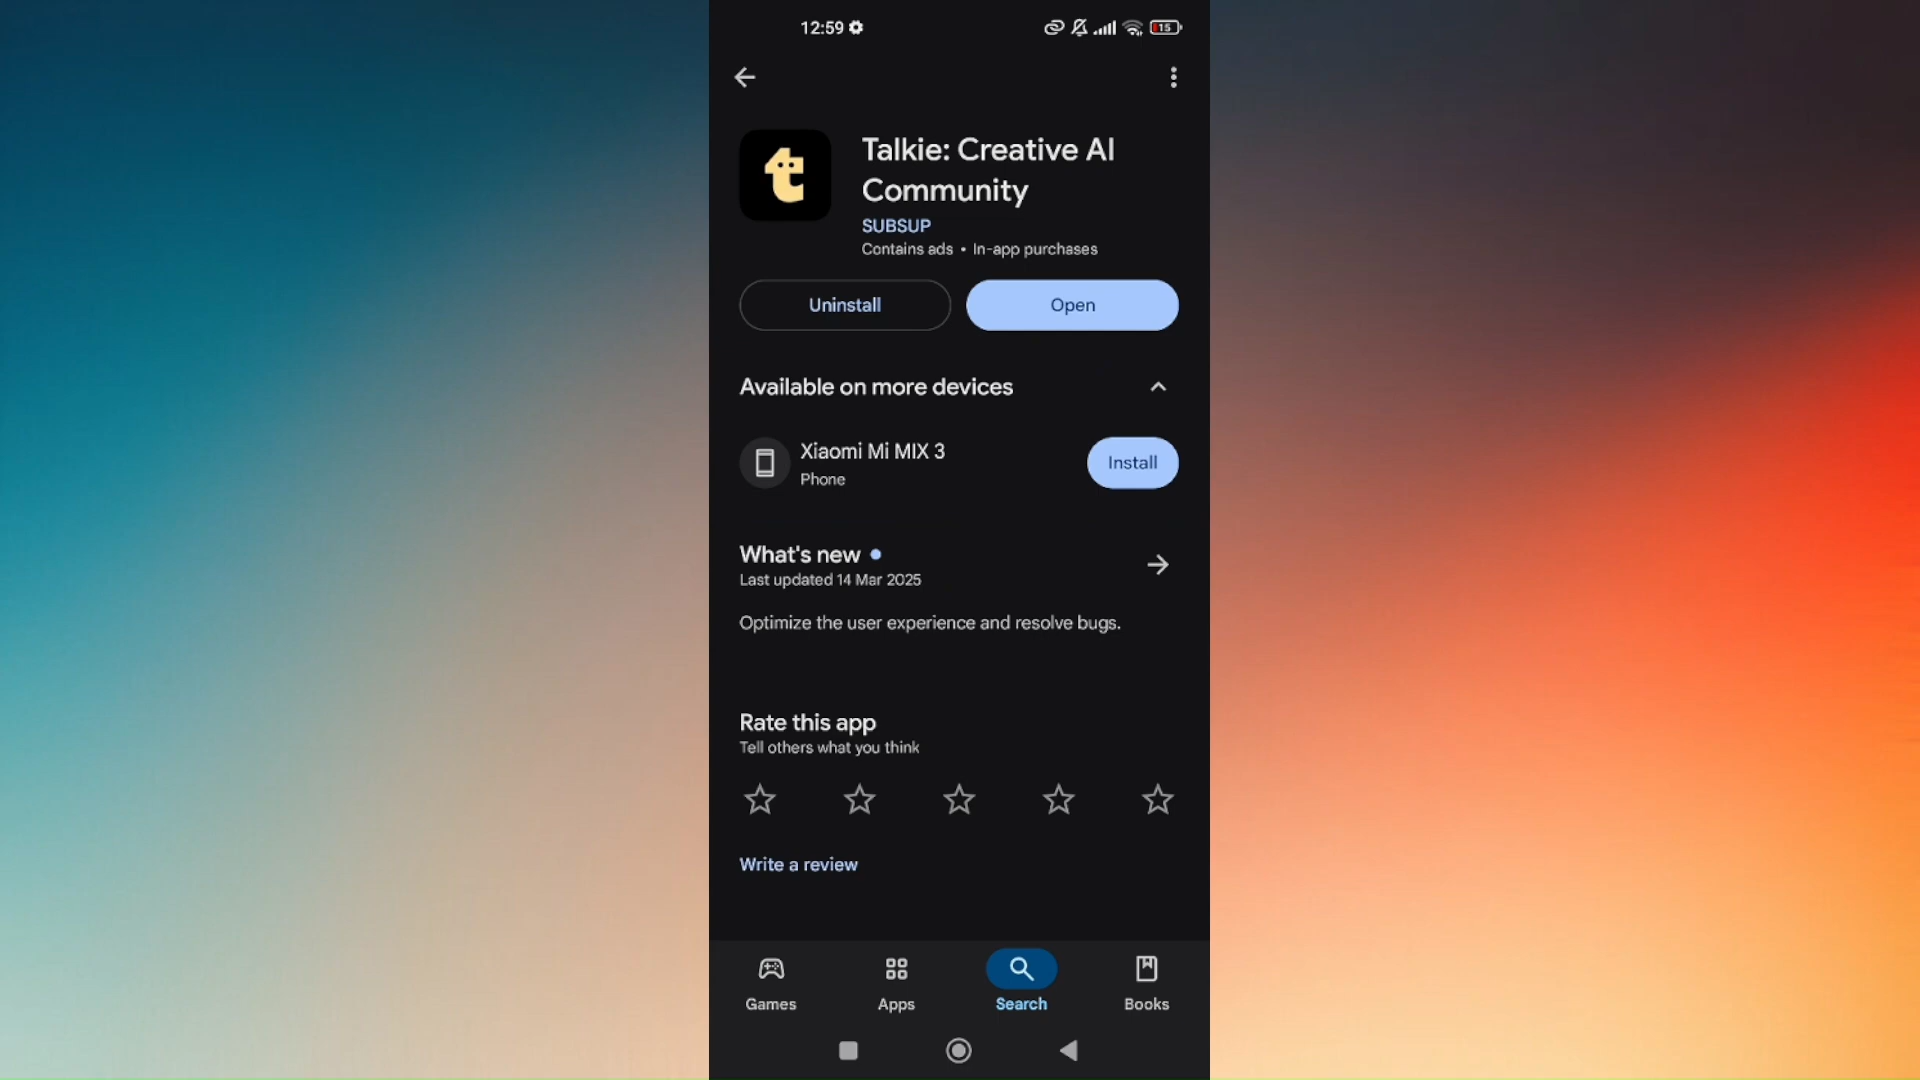 12:59
15
Talkie: Creative AI
Community
SUBSUP
Contains ads • In-app purchases
Uninstall
Open
Available on more devices
Xiaomi Mi MIX 3
Phone
Install
What's new
Last updated 14 Mar 2025
Optimize the user experience and resolve bugs.
Rate this app
Tell others what you think
Write a review
Games
Apps
Search
Books